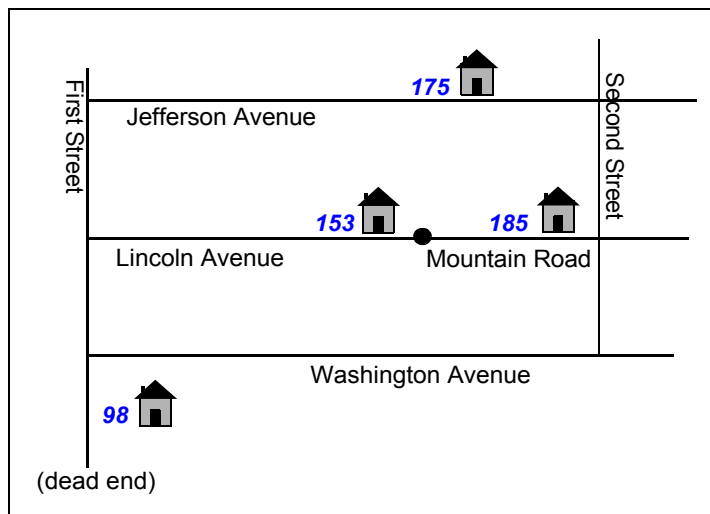 First Street
175
Second Street
Jefferson Avenue
153
185
Lincoln Avenue
Mountain Road
Washington Avenue
98
(dead end)